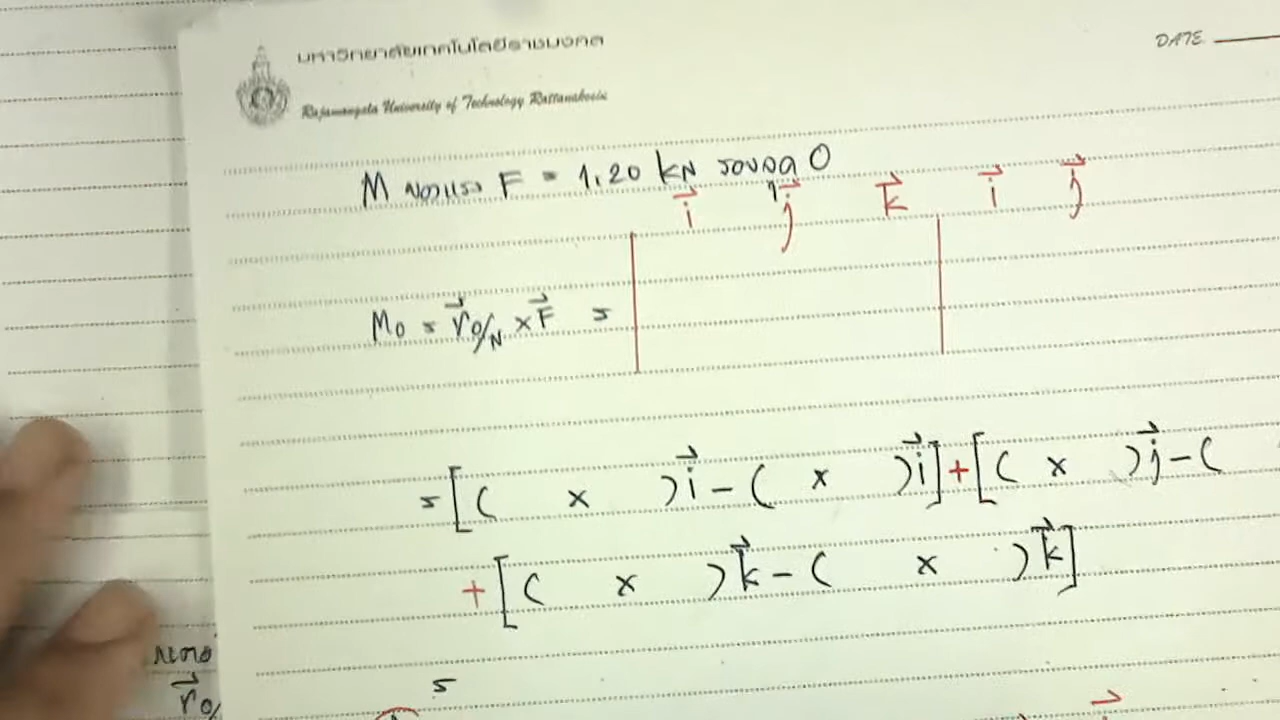 มหาวิทยาลัยเทคโนโลยีราชมงคล
Rajamangala University of Technology Rattanakosin
DATE
M ของแรง F = 1.20 kN รอบจุด O
i⃗ j⃗ k⃗ i⃗ j⃗
M₀ = r⃗ O/N × F⃗ =
= [( × )i⃗ - ( × )i⃗] + [( × )j⃗ - (
+ [( × )k⃗ - ( × )k⃗]
r⃗ O/
=